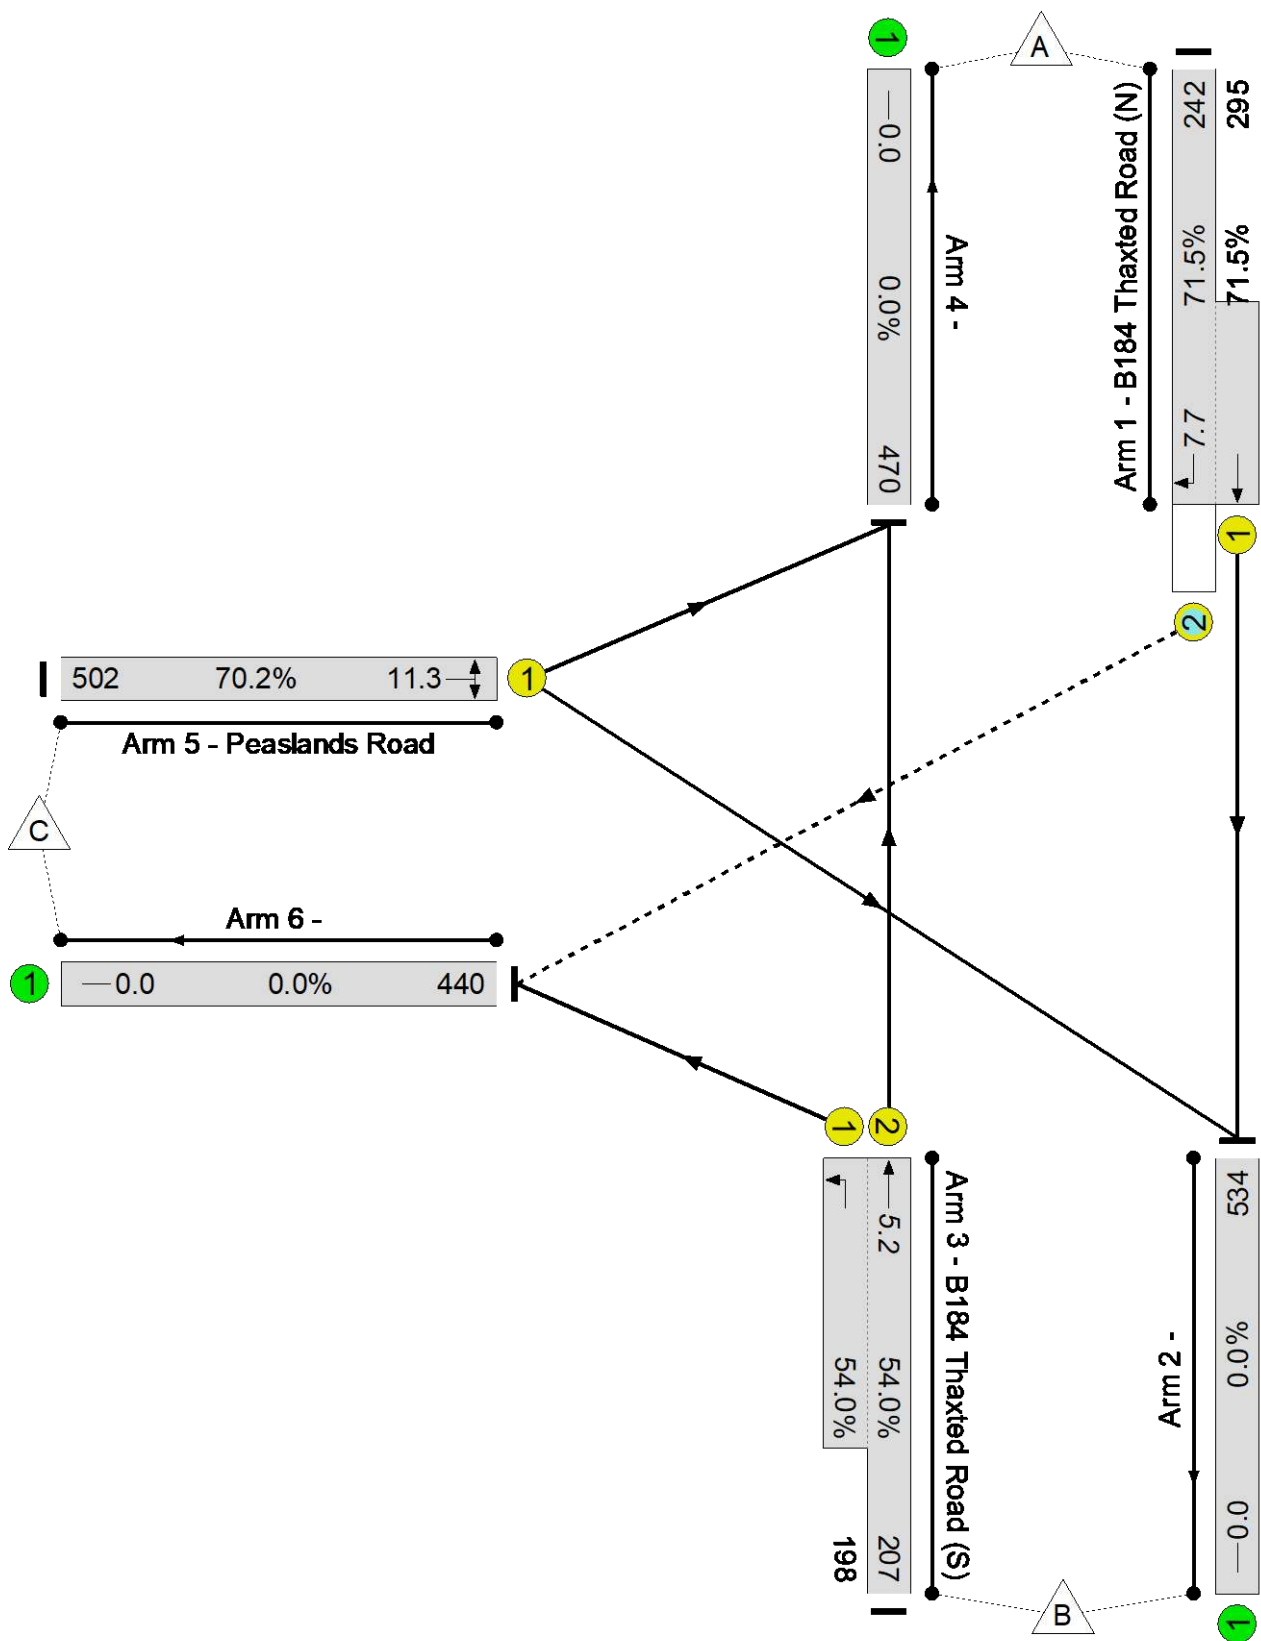 A
1
—0.0 0.0% 470
Arm 4 -
Arm 1 - B184 Thaxted Road (N)
242 71.5% 7.7
295 71.5%
1
2
502 70.2% 11.3
1
Arm 5 - Peaslands Road
C
Arm 6 -
1
—0.0 0.0% 440
1
2
54.0%
198
5.2 54.0% 207
Arm 3 - B184 Thaxted Road (S)
Arm 2 -
534 0.0% —0.0
B
1